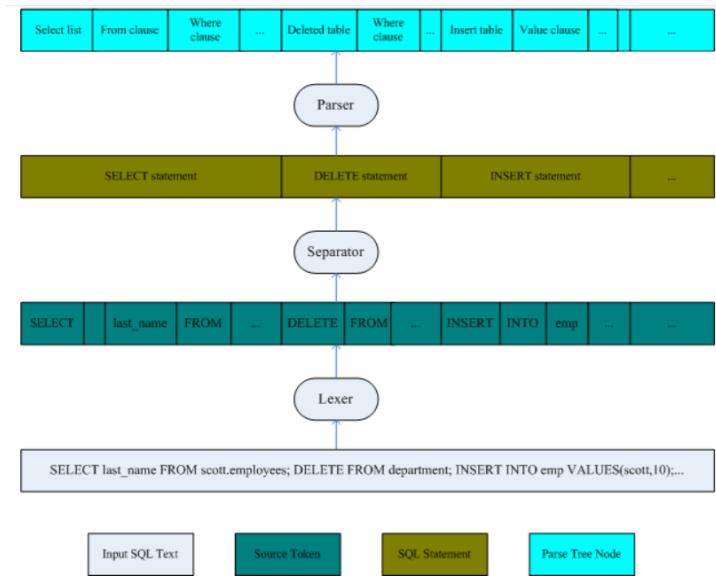 Select list From clause Where clause ... Deleted table Where clause ... Insert table Value clause ... ...
Parser
SELECT statement DELETE statement INSERT statement ...
Separator
SELECT last_name FROM ... DELETE FROM ... INSERT INTO emp ... ...
Lexer
SELECT last_name FROM scott.employees; DELETE FROM department; INSERT INTO emp VALUES(scott,10);...
Input SQL Text Source Token SQL Statement Parse Tree Node